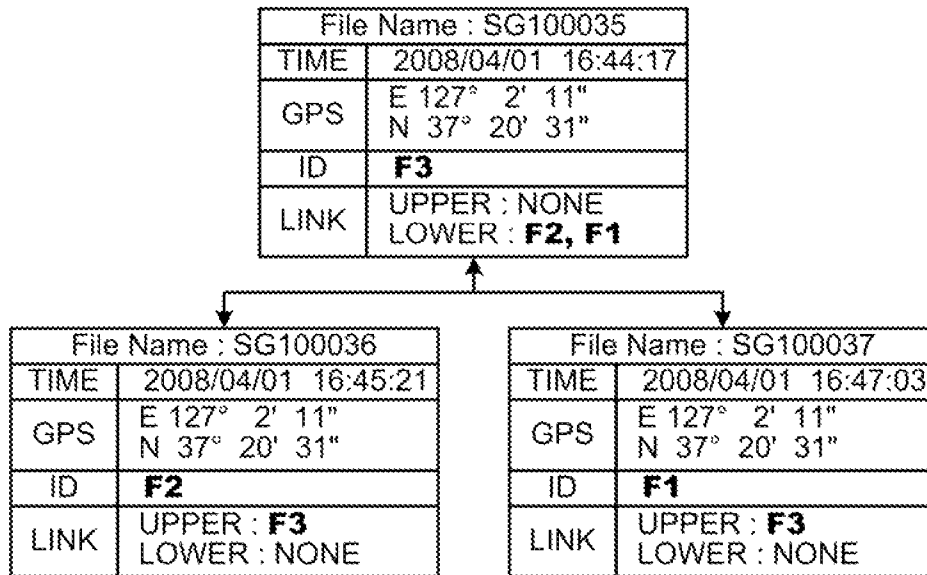 File Name : SG100035
TIME 2008/04/01 16:44:17
GPS E 127° 2' 11"
N 37° 20' 31"
ID F3
LINK UPPER : NONE
LOWER : F2, F1
File Name : SG100036
TIME 2008/04/01 16:45:21
GPS E 127° 2' 11"
N 37° 20' 31"
ID F2
LINK UPPER : F3
LOWER : NONE
File Name : SG100037
TIME 2008/04/01 16:47:03
GPS E 127° 2' 11"
N 37° 20' 31"
ID F1
LINK UPPER : F3
LOWER : NONE